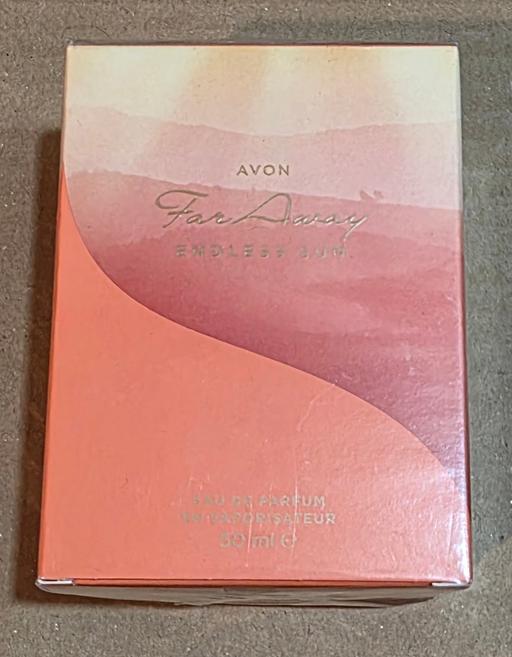 AVON
Far Away
ENDLESS SUN
EAU DE PARFUM
EN VAPORISATEUR
50 ml e